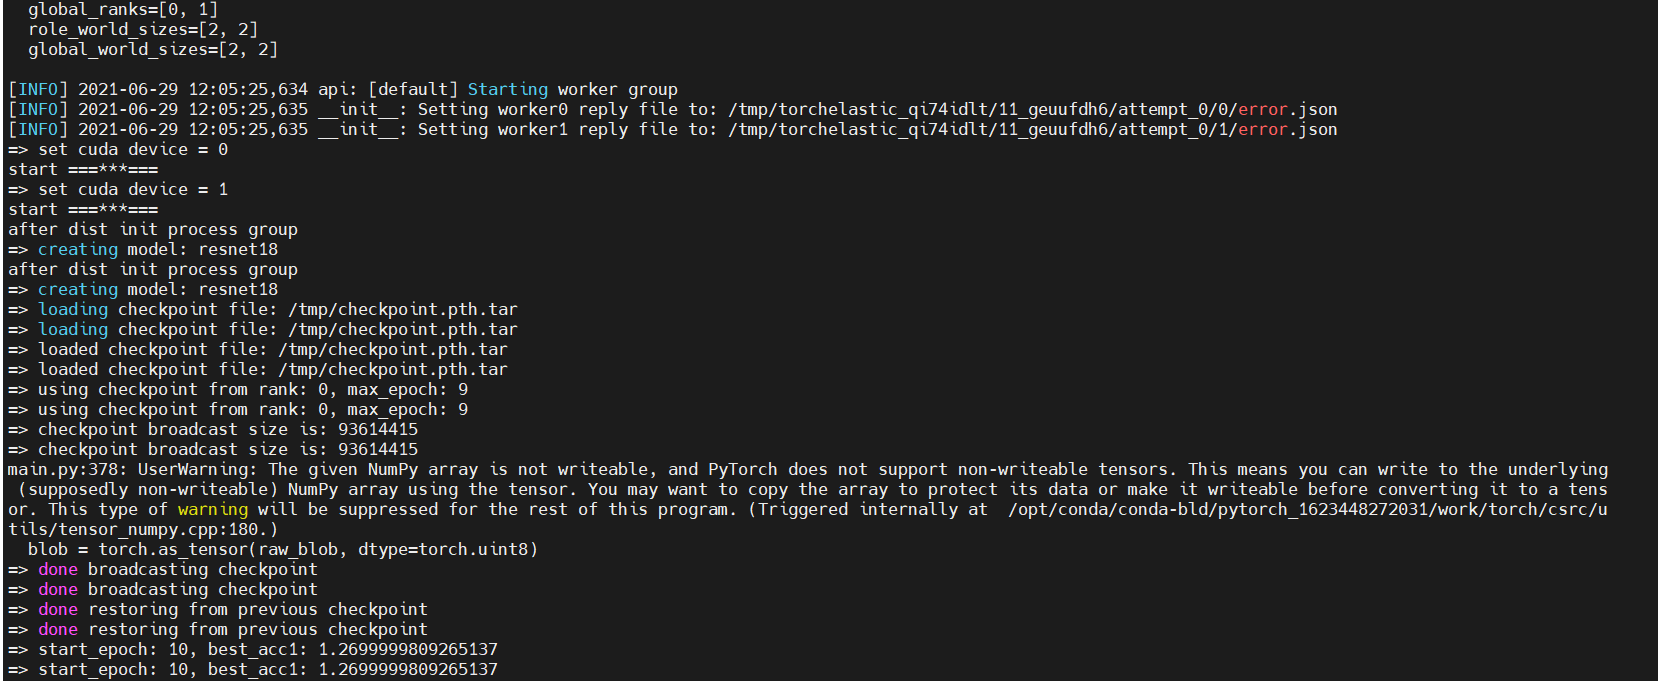 global_ranks=[0, 1]
role_world_sizes=[2, 2]
global_world_sizes=[2, 2]
[INFO] 2021-06-29 12:05:25,634 api: [default] Starting worker group
[INFO] 2021-06-29 12:05:25,635 __init__: Setting worker0 reply file to: /tmp/torchelastic_qi74idlt/11_geuufdh6/attempt_0/0/error.json
[INFO] 2021-06-29 12:05:25,635 __init__: Setting worker1 reply file to: /tmp/torchelastic_qi74idlt/11_geuufdh6/attempt_0/1/error.json
=> set cuda device = 0
start ===***===
=> set cuda device = 1
start ===***===
after dist init process group
=> creating model: resnet18
after dist init process group
=> creating model: resnet18
=> loading checkpoint file: /tmp/checkpoint.pth.tar
=> loading checkpoint file: /tmp/checkpoint.pth.tar
=> loaded checkpoint file: /tmp/checkpoint.pth.tar
=> loaded checkpoint file: /tmp/checkpoint.pth.tar
=> using checkpoint from rank: 0, max_epoch: 9
=> using checkpoint from rank: 0, max_epoch: 9
=> checkpoint broadcast size is: 93614415
=> checkpoint broadcast size is: 93614415
main.py:378: UserWarning: The given NumPy array is not writeable, and PyTorch does not support non-writeable tensors. This means you can write to the underlying
(supposedly non-writeable) NumPy array using the tensor. You may want to copy the array to protect its data or make it writeable before converting it to a tens
or. This type of warning will be suppressed for the rest of this program. (Triggered internally at  /opt/conda/conda-bld/pytorch_1623448272031/work/torch/csrc/u
tils/tensor_numpy.cpp:180.)
blob = torch.as_tensor(raw_blob, dtype=torch.uint8)
=> done broadcasting checkpoint
=> done broadcasting checkpoint
=> done restoring from previous checkpoint
=> done restoring from previous checkpoint
=> start_epoch: 10, best_acc1: 1.2699999809265137
=> start_epoch: 10, best_acc1: 1.2699999809265137